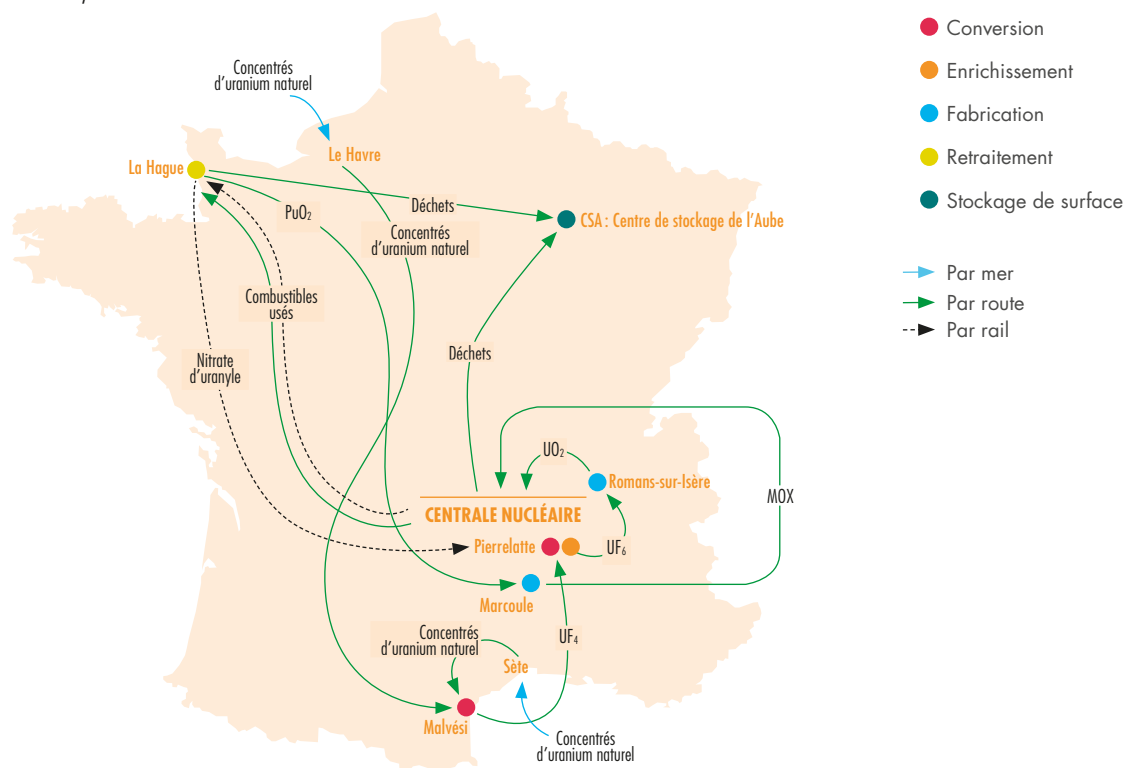 Concentrés
d'uranium naturel
Le Havre
La Hague
PuO₂
Déchets
Concentrés
d'uranium naturel
CSA : Centre de stockage de l'Aube
Combustibles
usés
Nitrate
d'uranyle
Déchets
UO₂
Romans-sur-Isère
MOX
CENTRALE NUCLÉAIRE
Pierrelatte
UF₆
Marcoule
UF₄
Concentrés
d'uranium naturel
Sète
Malvési
Concentrés
d'uranium naturel
Conversion
Enrichissement
Fabrication
Retraitement
Stockage de surface
Par mer
Par route
Par rail